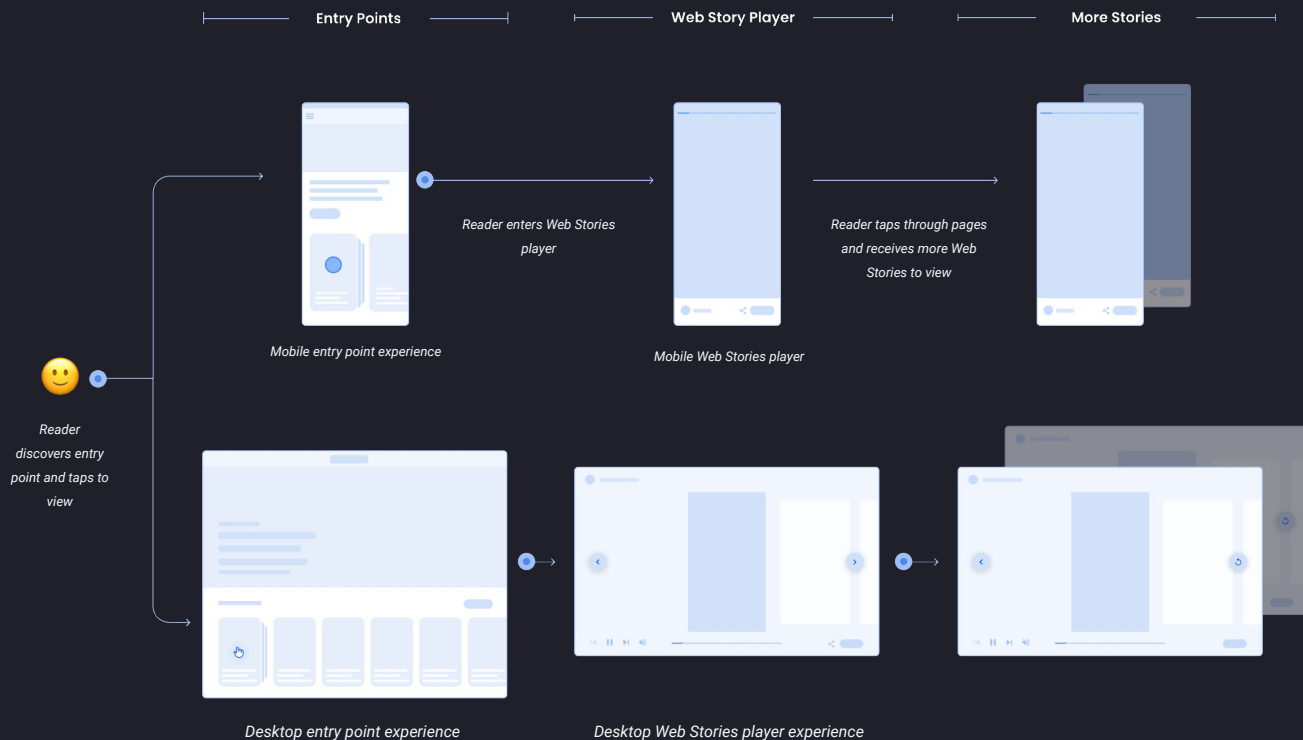 Entry Points
Web Story Player
More Stories
Reader enters Web Stories
player
Reader taps through pages
and receives more Web
Stories to view
Mobile entry point experience
Mobile Web Stories player
Reader
discovers entry
point and taps to
view
Desktop entry point experience
Desktop Web Stories player experience